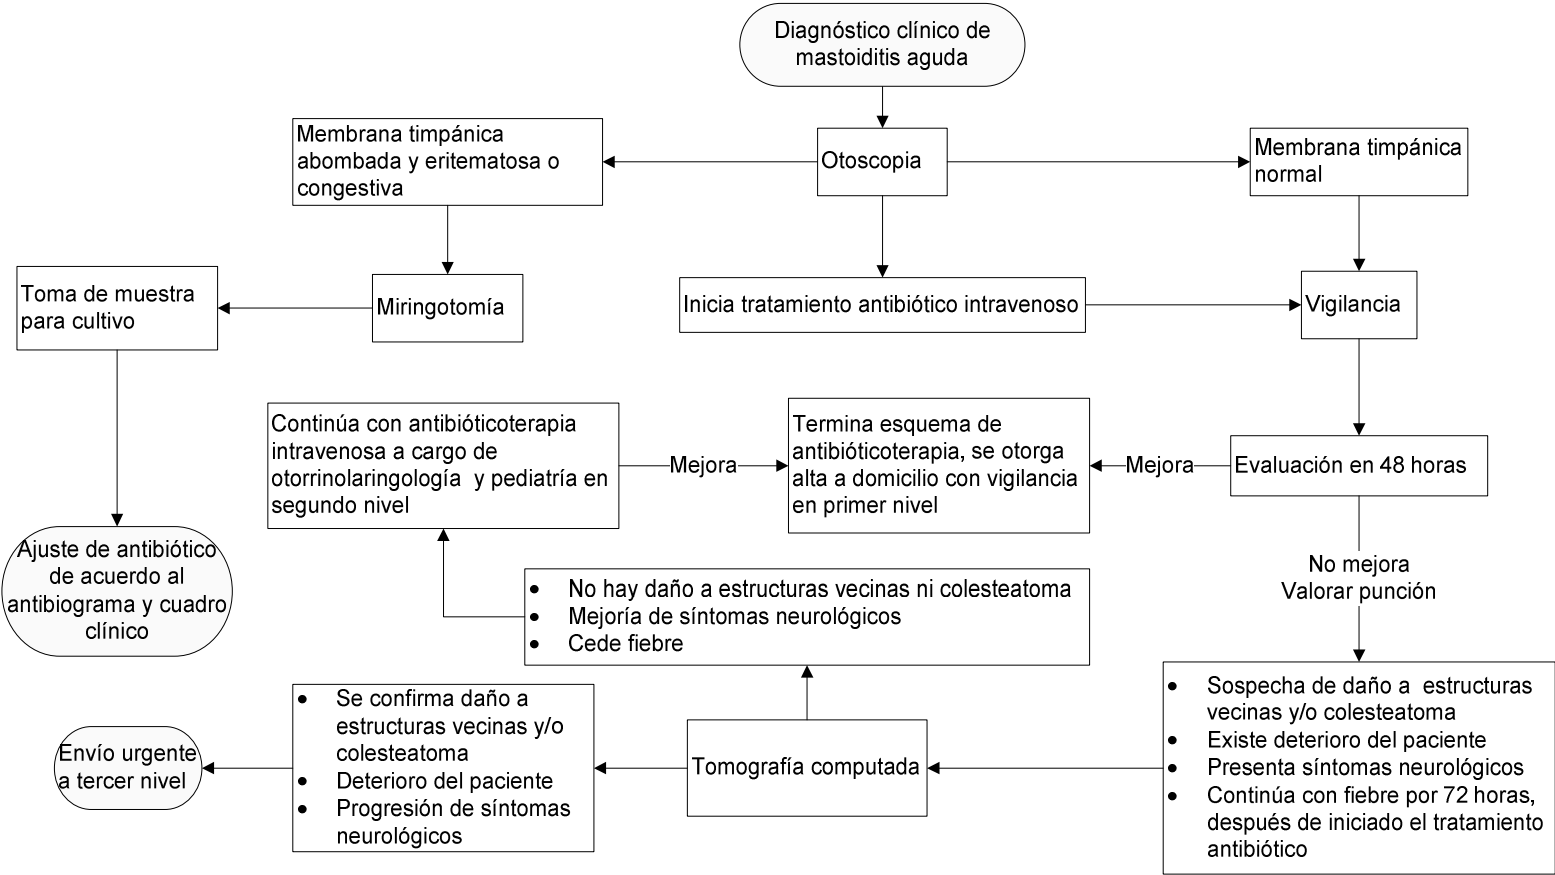 Diagnóstico clínico de
mastoiditis aguda
Membrana timpánica
abombada y eritematosa o
congestiva
Otoscopia
Membrana timpánica
normal
Toma de muestra
para cultivo
Miringotomía
Inicia tratamiento antibiótico intravenoso
Vigilancia
Continúa con antibióticoterapia
intravenosa a cargo de
otorrinolaringología y pediatría en
segundo nivel
Mejora
Termina esquema de
antibióticoterapia, se otorga
alta a domicilio con vigilancia
en primer nivel
Mejora
Evaluación en 48 horas
Ajuste de antibiótico
de acuerdo al
antibiograma y cuadro
clínico
No mejora
Valorar punción
• No hay daño a estructuras vecinas ni colesteatoma
• Mejoría de síntomas neurológicos
• Cede fiebre
Envío urgente
a tercer nivel
• Se confirma daño a
estructuras vecinas y/o
colesteatoma
• Deterioro del paciente
• Progresión de síntomas
neurológicos
Tomografía computada
• Sospecha de daño a estructuras
vecinas y/o colesteatoma
• Existe deterioro del paciente
• Presenta síntomas neurológicos
• Continúa con fiebre por 72 horas,
después de iniciado el tratamiento
antibiótico